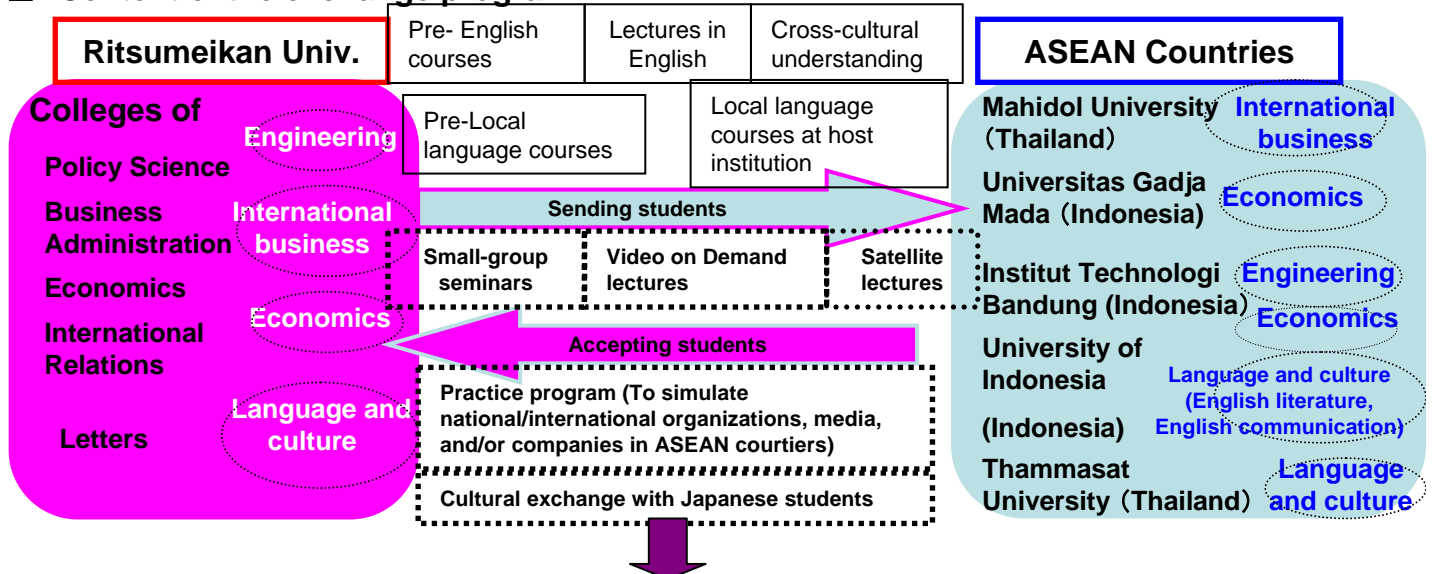 Ritsumeikan Univ.
Pre- English
courses
Lectures in
English
Cross-cultural
understanding
ASEAN Countries
Colleges of
Engineering
Policy Science
Business
Administration
International
business
Economics
Economics
International
Relations
Language and
culture
Letters
Pre-Local
language courses
Local language
courses at host
institution
Sending students
Small-group
seminars
Video on Demand
lectures
Satellite
lectures
Accepting students
Practice program (To simulate
national/international organizations, media,
and/or companies in ASEAN courtiers)
Cultural exchange with Japanese students
Mahidol University
（Thailand）
International
business
Universitas Gadja
Mada（Indonesia)
Economics
Institut Technologi
Bandung (Indonesia）
Engineering
Economics
University of
Indonesia
(Indonesia)
Language and culture
(English literature,
English communication)
Thammasat
University（Thailand）
Language
and culture